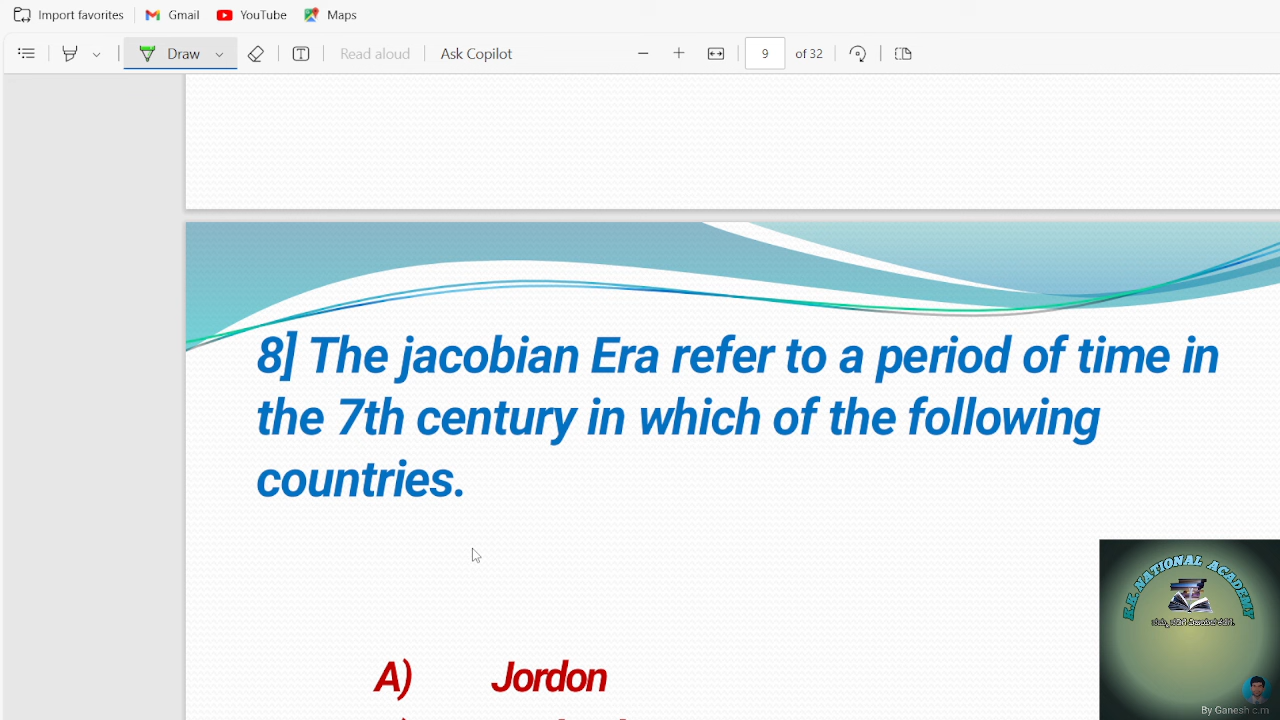 Import favorites Gmail YouTube Maps
Draw Read aloud Ask Copilot 9 of 32
8] The jacobian Era refer to a period of time in
the 7th century in which of the following
countries.
A) Jordon
K.K. NATIONAL ACADEMY
By Ganesh c.m